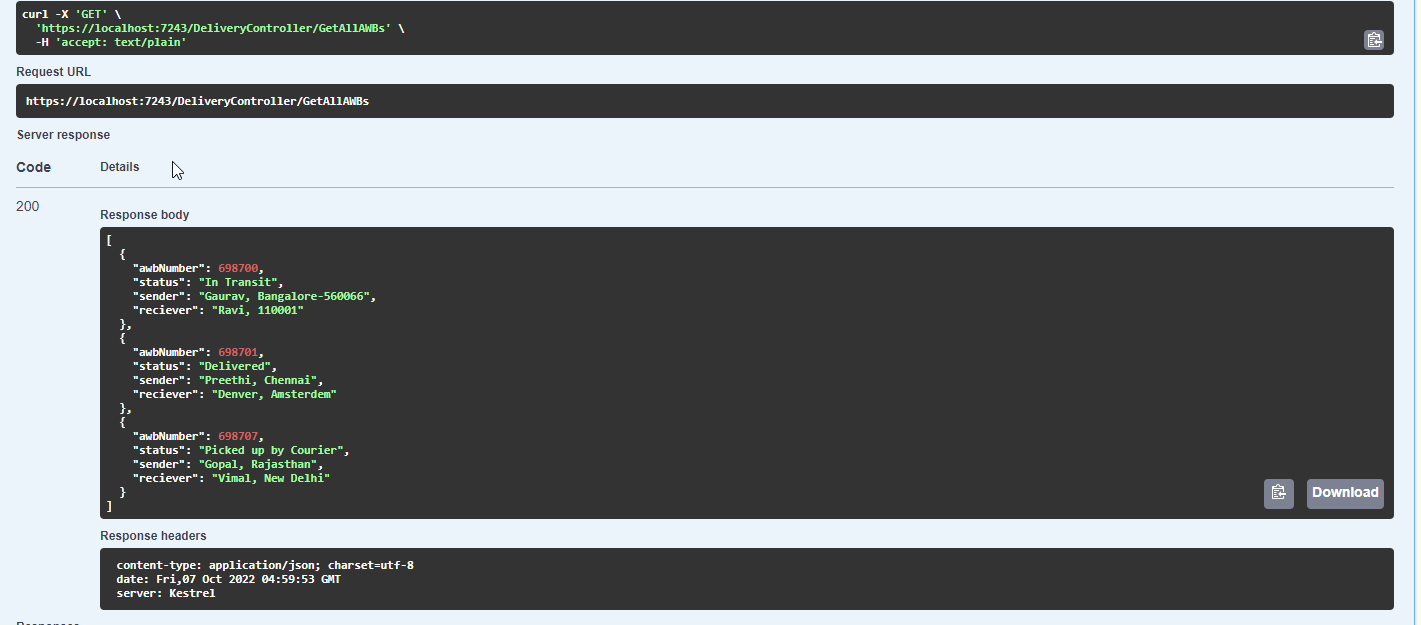 curl -X 'GET' \
  'https://localhost:7243/DeliveryController/GetAllAWBs' \
  -H 'accept: text/plain'
Request URL
https://localhost:7243/DeliveryController/GetAllAWBs
Server response
Code Details
200
Response body
[
  {
    "awbNumber": 698700,
    "status": "In Transit",
    "sender": "Gaurav, Bangalore-560066",
    "reciever": "Ravi, 110001"
  },
  {
    "awbNumber": 698701,
    "status": "Delivered",
    "sender": "Preethi, Chennai",
    "reciever": "Denver, Amsterdem"
  },
  {
    "awbNumber": 698707,
    "status": "Picked up by Courier",
    "sender": "Gopal, Rajasthan",
    "reciever": "Vimal, New Delhi"
  }
]
Download
Response headers
content-type: application/json; charset=utf-8
date: Fri,07 Oct 2022 04:59:53 GMT
server: Kestrel
Responses